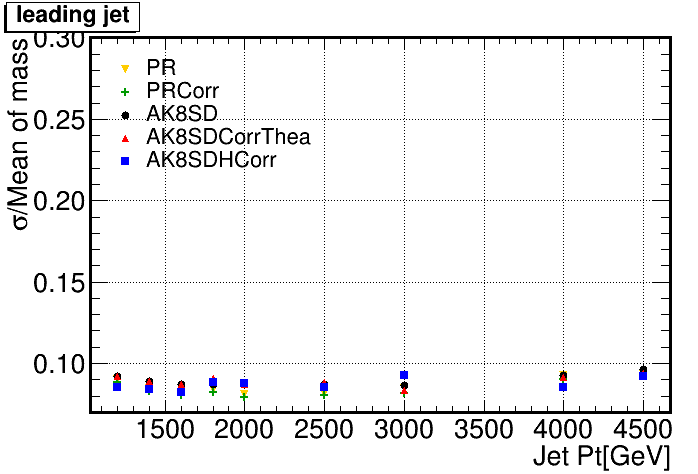 leading jet
0.30
σ/Mean of mass
PR
PRCorr
AK8SD
AK8SDCorrThea
AK8SDHCorr
0.25
0.20
0.15
0.10
1500 2000 2500 3000 3500 4000 4500
Jet Pt[GeV]